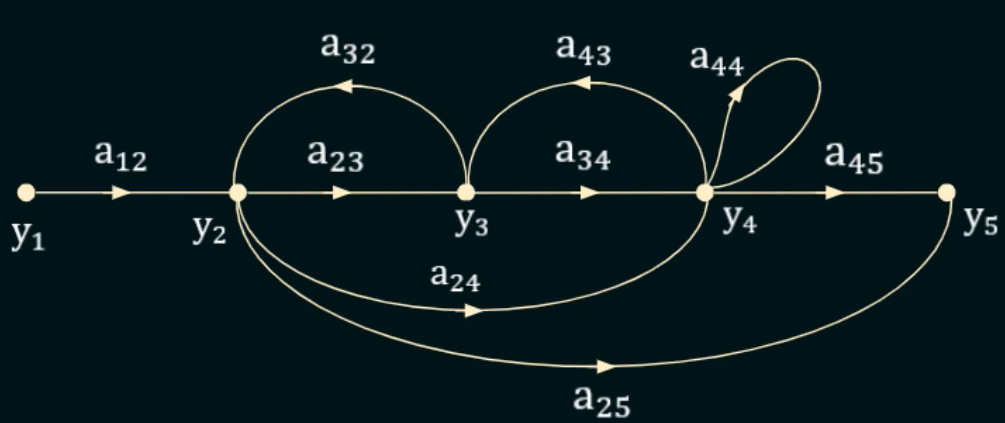 a₃₂
a₄₃
a₄₄
a₁₂
a₂₃
a₃₄
a₄₅
y₁
y₂
y₃
y₄
y₅
a₂₄
a₂₅